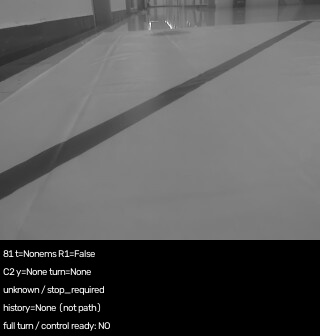 81 t=Nonems R1=False
C2 y=None turn=None
unknown / stop_required
history=None (not path)
full turn / control ready: NO